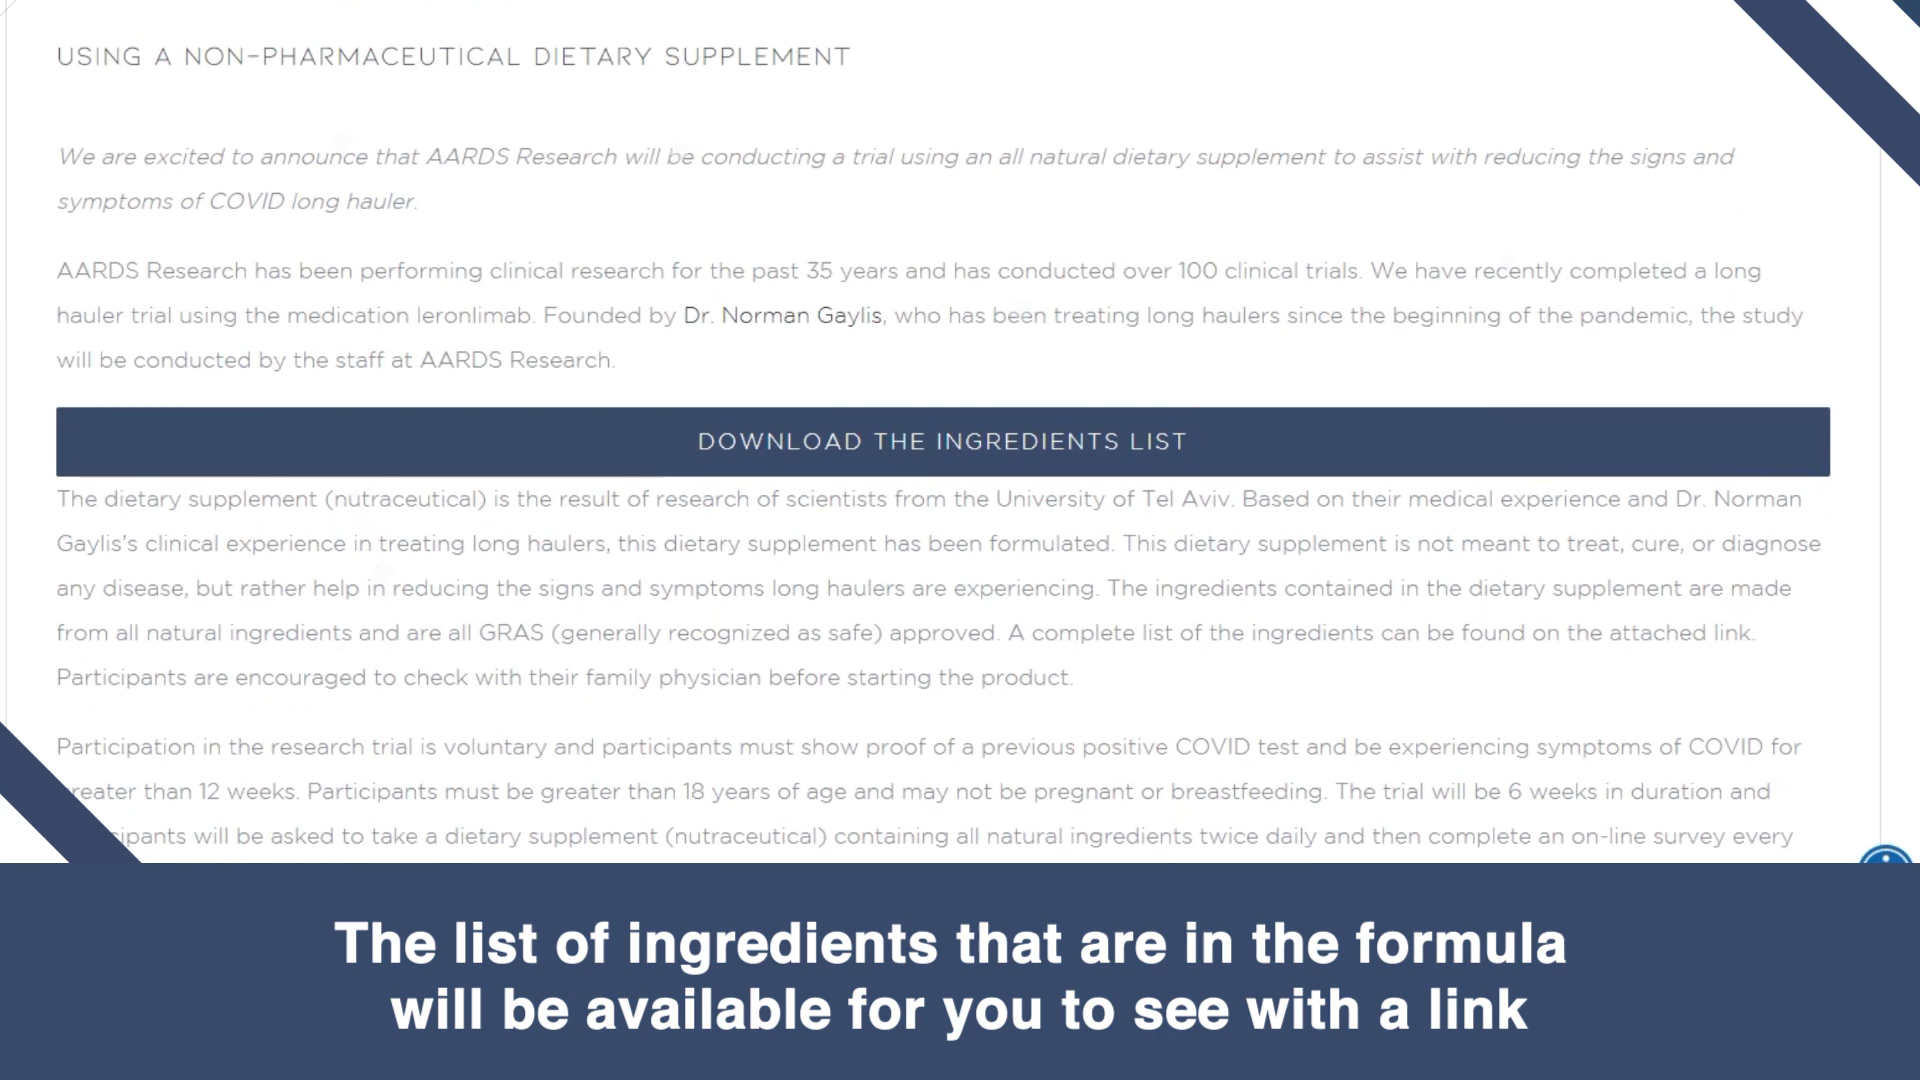 USING A NON-PHARMACEUTICAL DIETARY SUPPLEMENT
We are excited to announce that AARDS Research will be conducting a trial using an all natural dietary supplement to assist with reducing the signs and
symptoms of COVID long hauler.
AARDS Research has been performing clinical research for the past 35 years and has conducted over 100 clinical trials. We have recently completed a long
hauler trial using the medication leronlimab. Founded by Dr. Norman Gaylis, who has been treating long haulers since the beginning of the pandemic, the study
will be conducted by the staff at AARDS Research.
DOWNLOAD THE INGREDIENTS LIST
The dietary supplement (nutraceutical) is the result of research of scientists from the University of Tel Aviv. Based on their medical experience and Dr. Norman
Gaylis's clinical experience in treating long haulers, this dietary supplement has been formulated. This dietary supplement is not meant to treat, cure, or diagnose
any disease, but rather help in reducing the signs and symptoms long haulers are experiencing. The ingredients contained in the dietary supplement are made
from all natural ingredients and are all GRAS (generally recognized as safe) approved. A complete list of the ingredients can be found on the attached link.
Participants are encouraged to check with their family physician before starting the product.
Participation in the research trial is voluntary and participants must show proof of a previous positive COVID test and be experiencing symptoms of COVID for
greater than 12 weeks. Participants must be greater than 18 years of age and may not be pregnant or breastfeeding. The trial will be 6 weeks in duration and
will be asked to take a dietary supplement (nutraceutical) containing all natural ingredients twice daily and then complete an on-line survey every
The list of ingredients that are in the formula
will be available for you to see with a link